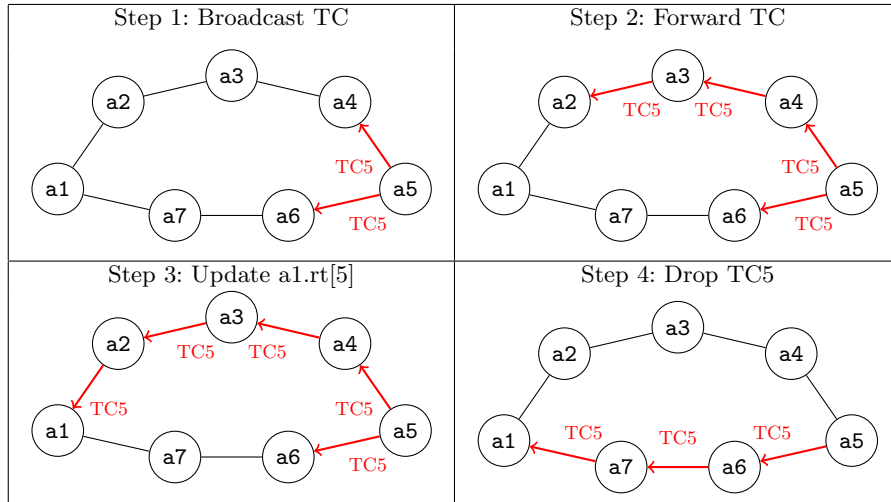 Step 1: Broadcast TC
a3
a2
a4
TC5
a1
a5
a7
a6
TC5
Step 2: Forward TC
a3
a2
a4
TC5 TC5
TC5
a1
a5
a7
a6
TC5
Step 3: Update a1.rt[5]
a3
a2
a4
TC5 TC5
TC5
TC5
a1
a5
a7
a6
TC5
Step 4: Drop TC5
a3
a2
a4
TC5
TC5
TC5
a1
a5
a7
a6